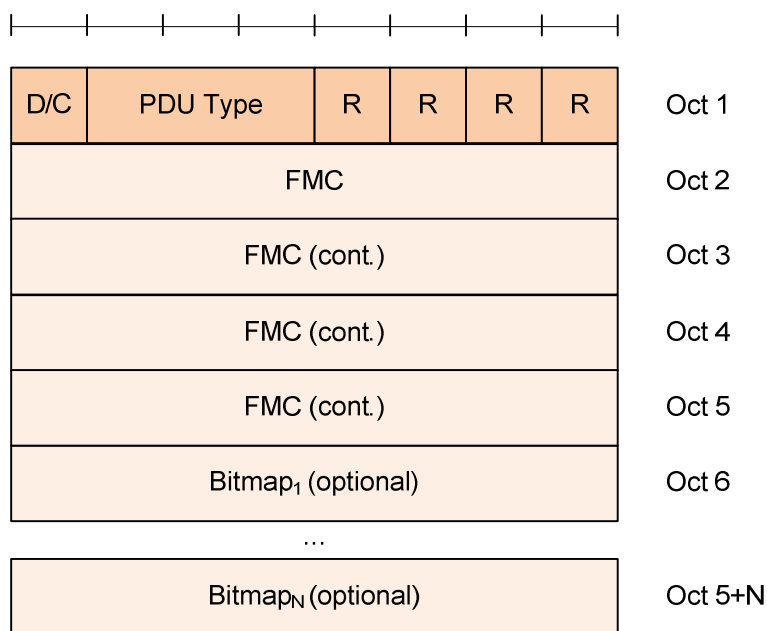 D/C PDU Type R R R R Oct 1
FMC Oct 2
FMC (cont.) Oct 3
FMC (cont.) Oct 4
FMC (cont.) Oct 5
Bitmap₁ (optional) Oct 6
...
Bitmap_N (optional) Oct 5+N